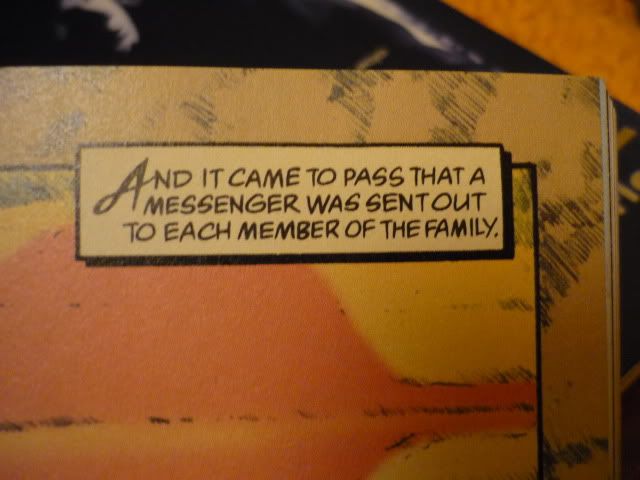 AND IT CAME TO PASS THAT A
MESSENGER WAS SENT OUT
TO EACH MEMBER OF THE FAMILY.